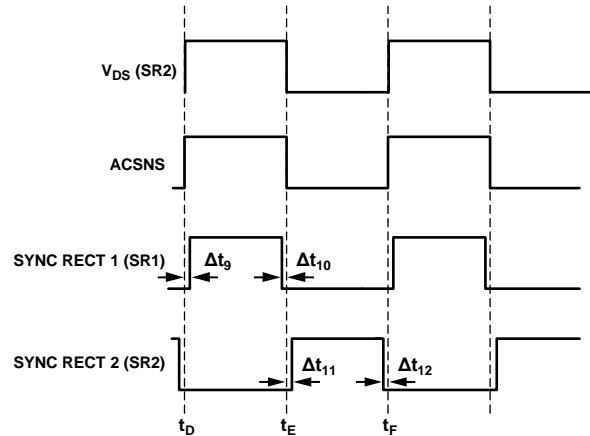 V_DS (SR2)
ACSNS
SYNC RECT 1 (SR1)
Δt₉
Δt₁₀
SYNC RECT 2 (SR2)
Δt₁₁
Δt₁₂
t_D
t_E
t_F